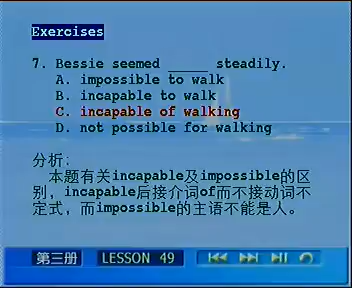 Exercises
7. Bessie seemed _____ steadily.
A. impossible to walk
B. incapable to walk
C. incapable of walking
D. not possible for walking
分析：
本题有关incapable及impossible的区
别，incapable后接介词of而不接动词不
定式，而impossible的主语不能是人。
第三册 LESSON 49